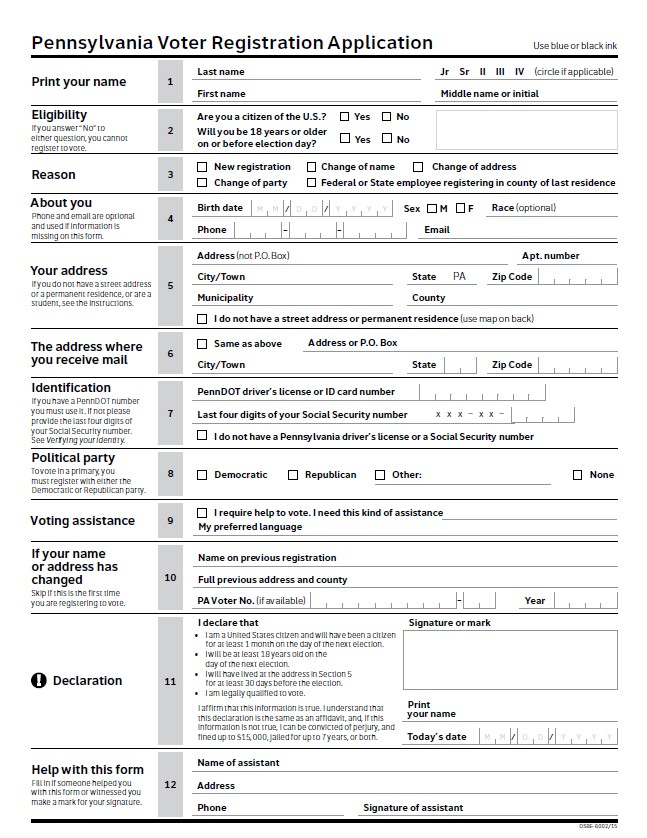 Pennsylvania Voter Registration Application
Use blue or black ink
Print your name
1
Last name
Jr Sr II III IV (circle if applicable)
First name
Middle name or initial
Eligibility
If you answer "No" to
either question, you cannot
register to vote.
2
Are you a citizen of the U.S.? Yes No
Will you be 18 years or older
on or before election day? Yes No
Reason
3
New registration Change of name Change of address
Change of party Federal or State employee registering in county of last residence
About you
Phone and email are optional
and used if information is
missing on this form.
4
Birth date M M / D D / Y Y Y Y Sex M F Race (optional)
Phone - - Email
Your address
If you do not have a street address
or a permanent residence, or are a
student, see the instructions.
5
Address (not P.O. Box) Apt. number
City/Town State PA Zip Code
Municipality County
I do not have a street address or permanent residence (use map on back)
The address where
you receive mail
6
Same as above Address or P.O. Box
City/Town State Zip Code
Identification
If you have a PennDOT number
you must use it. If not please
provide the last four digits of
your Social Security number.
See Verifying your identity.
7
PennDOT driver's license or ID card number
Last four digits of your Social Security number x x x - x x -
I do not have a Pennsylvania driver's license or a Social Security number
Political party
To vote in a primary, you
must register with either the
Democratic or Republican party.
8
Democratic Republican Other: None
Voting assistance
9
I require help to vote. I need this kind of assistance
My preferred language
If your name
or address has
changed
Skip if this is the first time
you are registering to vote.
10
Name on previous registration
Full previous address and county
PA Voter No. (if available) - Year
! Declaration
11
I declare that
• I am a United States citizen and will have been a citizen
for at least 1 month on the day of the next election.
• I will be at least 18 years old on the
day of the next election.
• I will have lived at the address in Section 5
for at least 30 days before the election.
• I am legally qualified to vote.
I affirm that this information is true. I understand that
this declaration is the same as an affidavit, and, if this
information is not true, I can be convicted of perjury, and
fined up to $15,000, jailed for up to 7 years, or both.
Signature or mark
Print
your name
Today's date M M / D D / Y Y Y Y
Help with this form
Fill in if someone helped you
with this form or witnessed you
make a mark for your signature.
12
Name of assistant
Address
Phone Signature of assistant
DSBE-6002/15